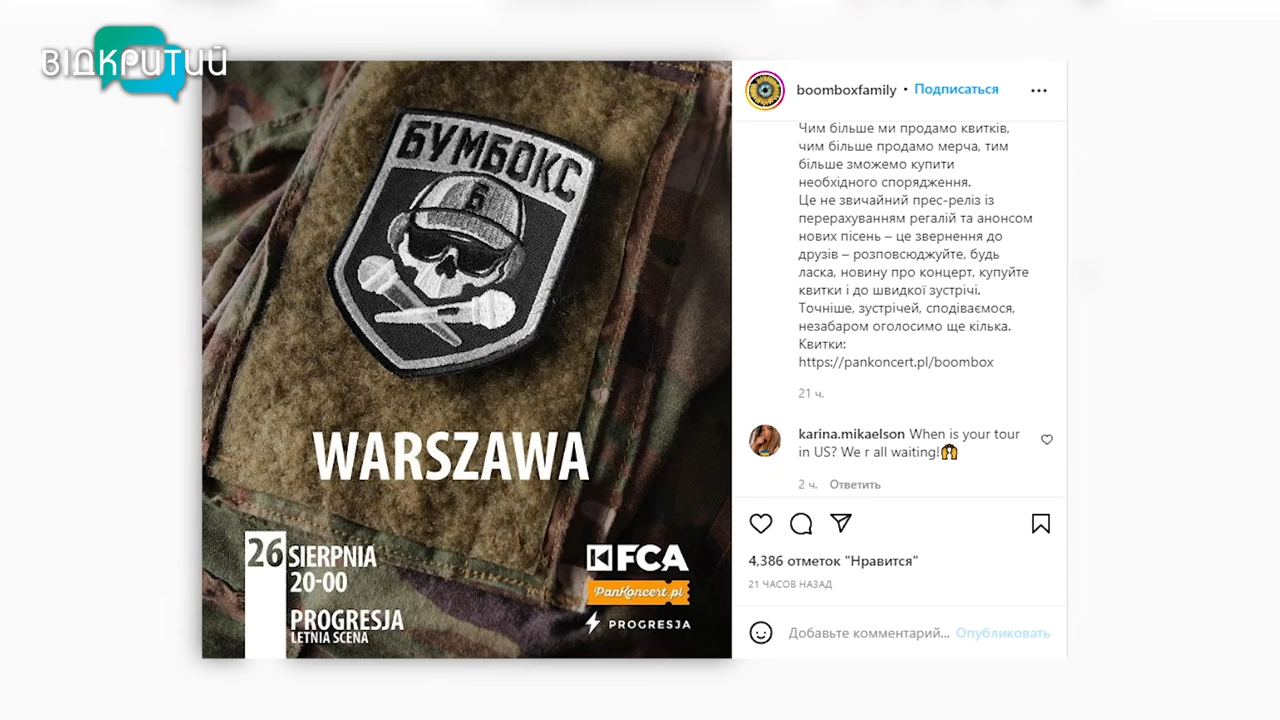 ВІДКРИТИЙ
БУМБОКС
Б
WARSZAWA
26 SIERPNIA
20-00
PROGRESJA
LETNIA SCENA
FCA
PanKoncert.pl
PROGRESJA
boomboxfamily • Подписаться
Чим більше ми продамо квитків,
чим більше продамо мерча, тим
більше зможемо купити
необхідного спорядження.
Це не звичайний прес-реліз із
перерахуванням регалій та анонсом
нових пісень – це звернення до
друзів – розповсюджуйте, будь
ласка, новину про концерт, купуйте
квитки і до швидкої зустрічі.
Точніше, зустрічей, сподіваємося,
незабаром оголосимо ще кілька.
Квитки:
https://pankoncert.pl/boombox
21 ч.
karina.mikaelson When is your tour
in US? We r all waiting!🙌
2 ч. Ответить
4,386 отметок "Нравится"
21 ЧАСОВ НАЗАД
Добавьте комментарий... Опубликовать